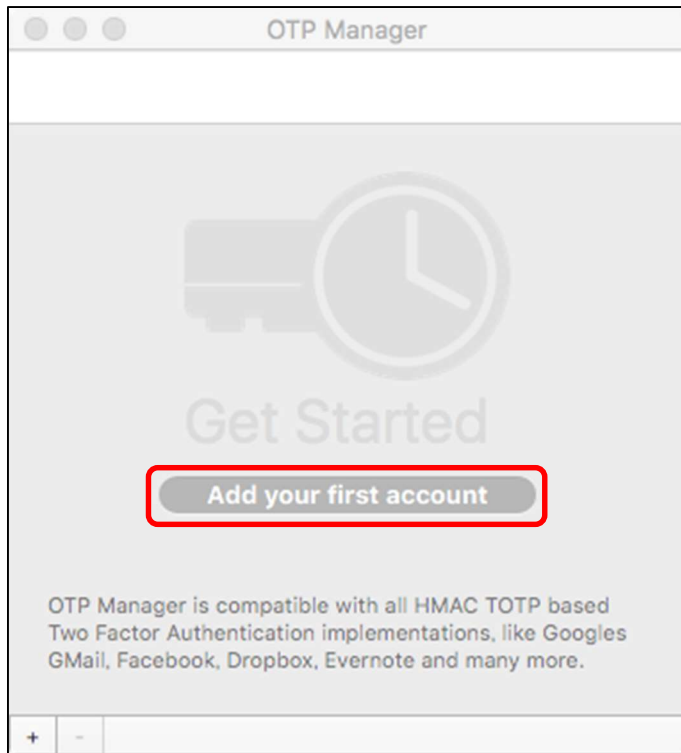 OTP Manager
Get Started
Add your first account
OTP Manager is compatible with all HMAC TOTP based
Two Factor Authentication implementations, like Googles
GMail, Facebook, Dropbox, Evernote and many more.
+ -